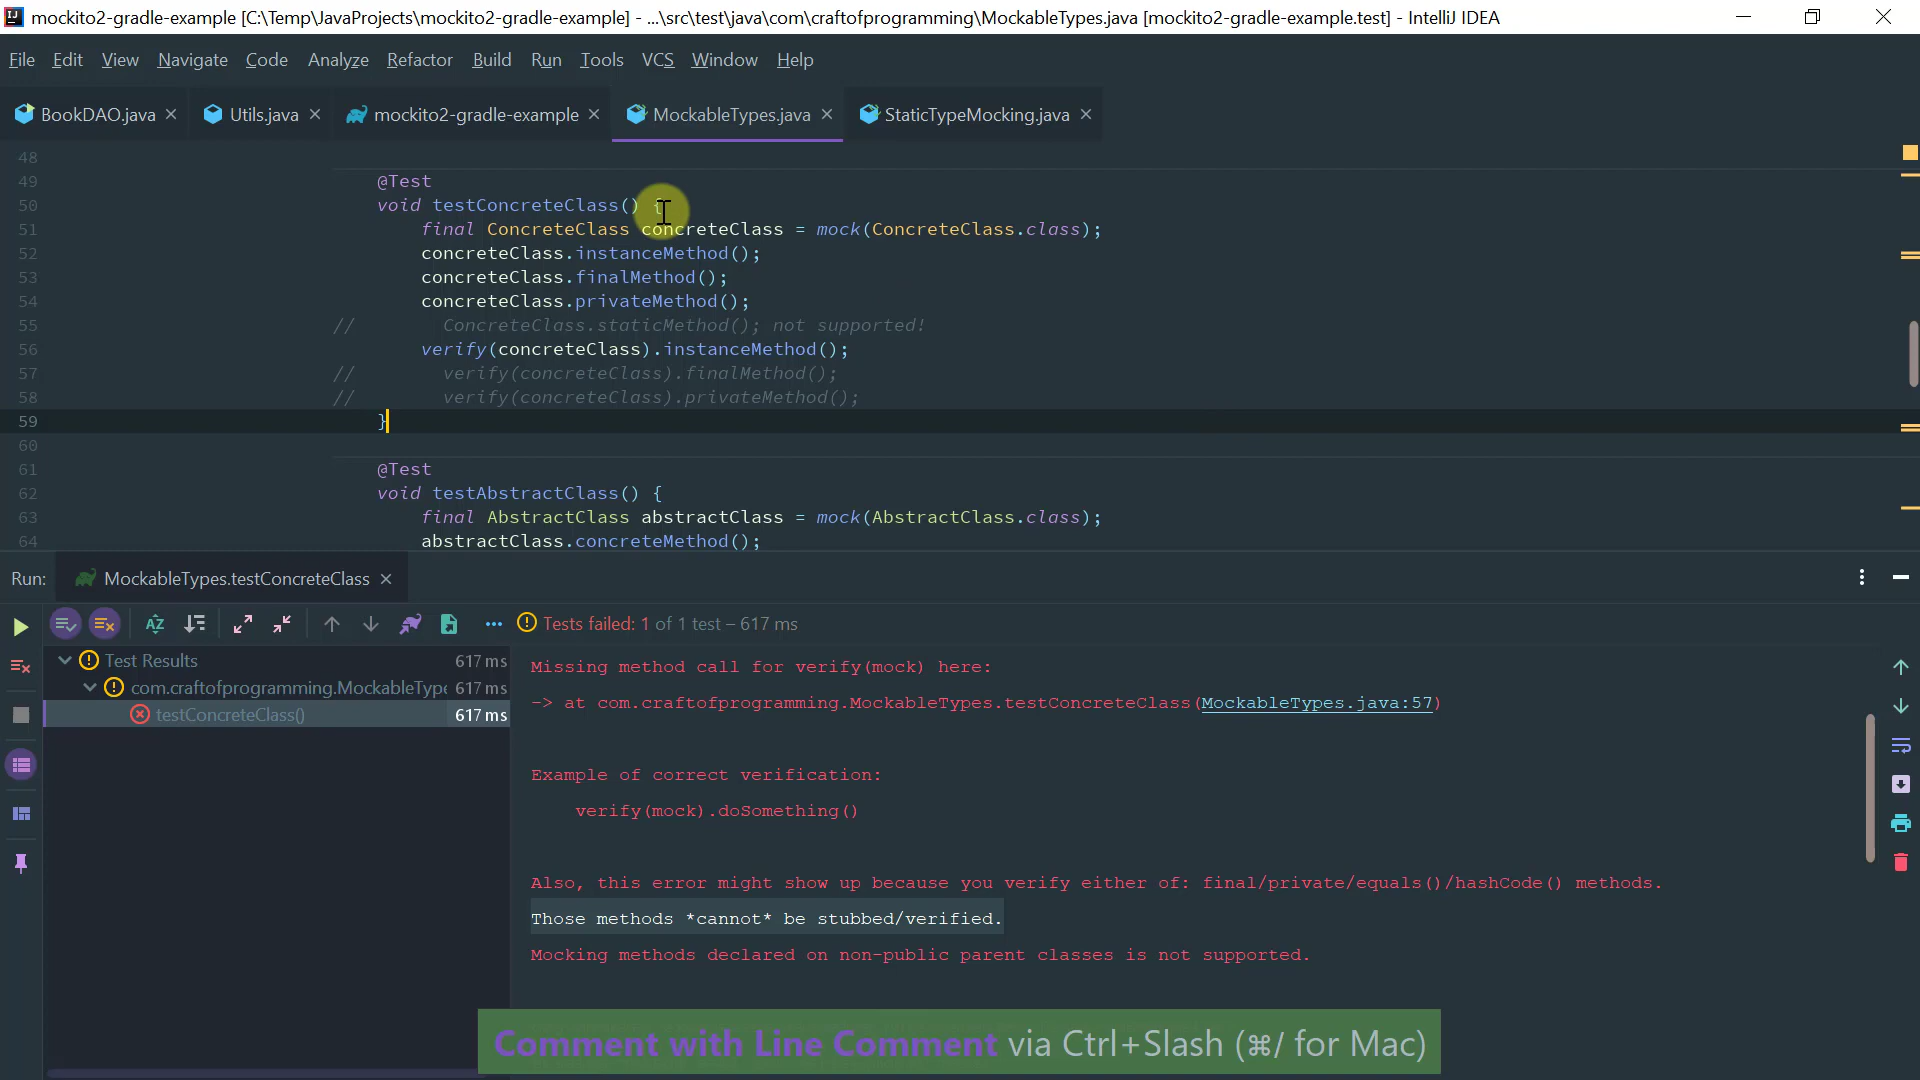 mockito2-gradle-example [C:\Temp\JavaProjects\mockito2-gradle-example] - ...\src\test\java\com\craftofprogramming\MockableTypes.java [mockito2-gradle-example.test] - IntelliJ IDEA
File Edit View Navigate Code Analyze Refactor Build Run Tools VCS Window Help
BookDAO.java Utils.java mockito2-gradle-example MockableTypes.java StaticTypeMocking.java
48
49 @Test
50 void testConcreteClass() {
51 final ConcreteClass concreteClass = mock(ConcreteClass.class);
52 concreteClass.instanceMethod();
53 concreteClass.finalMethod();
54 concreteClass.privateMethod();
55 // ConcreteClass.staticMethod(); not supported!
56 verify(concreteClass).instanceMethod();
57 // verify(concreteClass).finalMethod();
58 // verify(concreteClass).privateMethod();
59 }
60
61 @Test
62 void testAbstractClass() {
63 final AbstractClass abstractClass = mock(AbstractClass.class);
64 abstractClass.concreteMethod();
Run: MockableTypes.testConcreteClass
Tests failed: 1 of 1 test – 617 ms
Test Results 617 ms
com.craftofprogramming.MockableType 617 ms
testConcreteClass() 617 ms
Missing method call for verify(mock) here:
-> at com.craftofprogramming.MockableTypes.testConcreteClass(MockableTypes.java:57)
Example of correct verification:
verify(mock).doSomething()
Also, this error might show up because you verify either of: final/private/equals()/hashCode() methods.
Those methods *cannot* be stubbed/verified.
Mocking methods declared on non-public parent classes is not supported.
Comment with Line Comment via Ctrl+Slash (⌘/ for Mac)